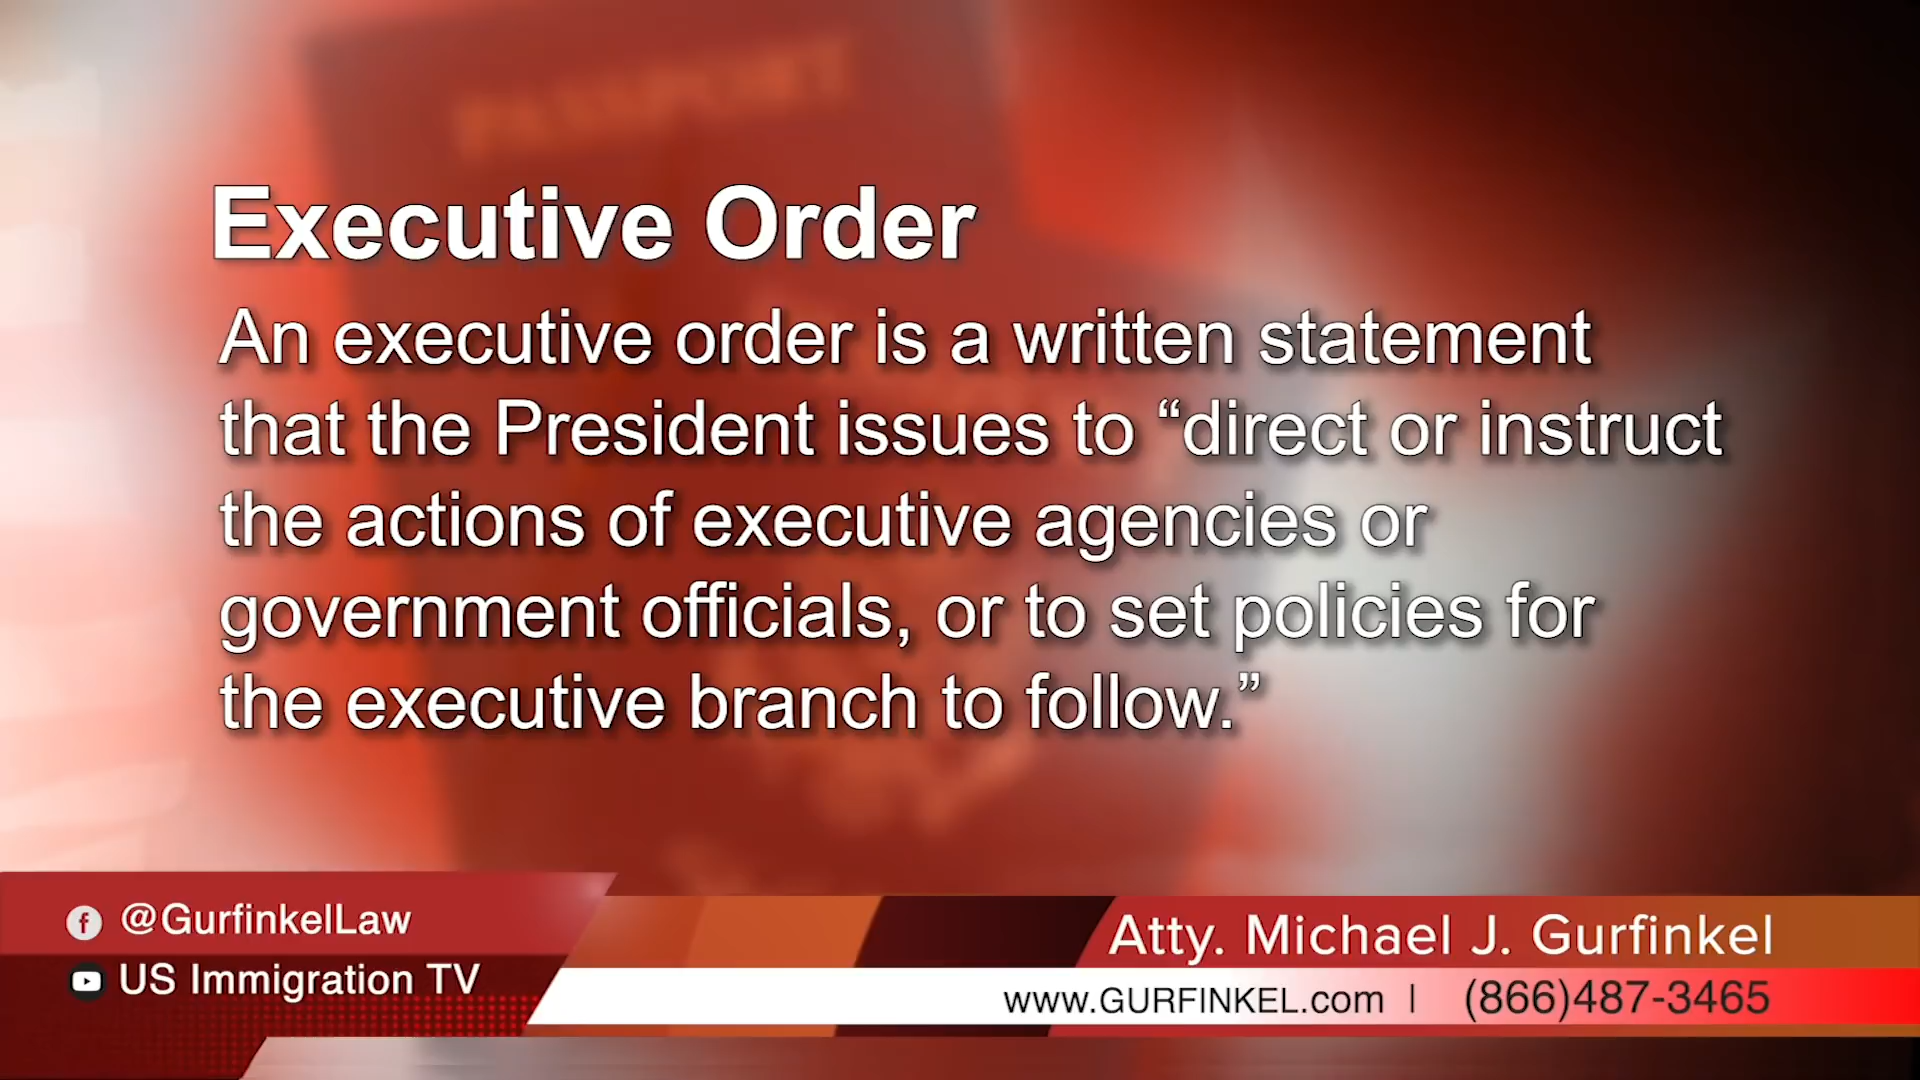 PASSPORT
Executive Order
An executive order is a written statement
that the President issues to “direct or instruct
the actions of executive agencies or
government officials, or to set policies for
the executive branch to follow.”
@GurfinkelLaw
US Immigration TV
Atty. Michael J. Gurfinkel
www.GURFINKEL.com | (866)487-3465